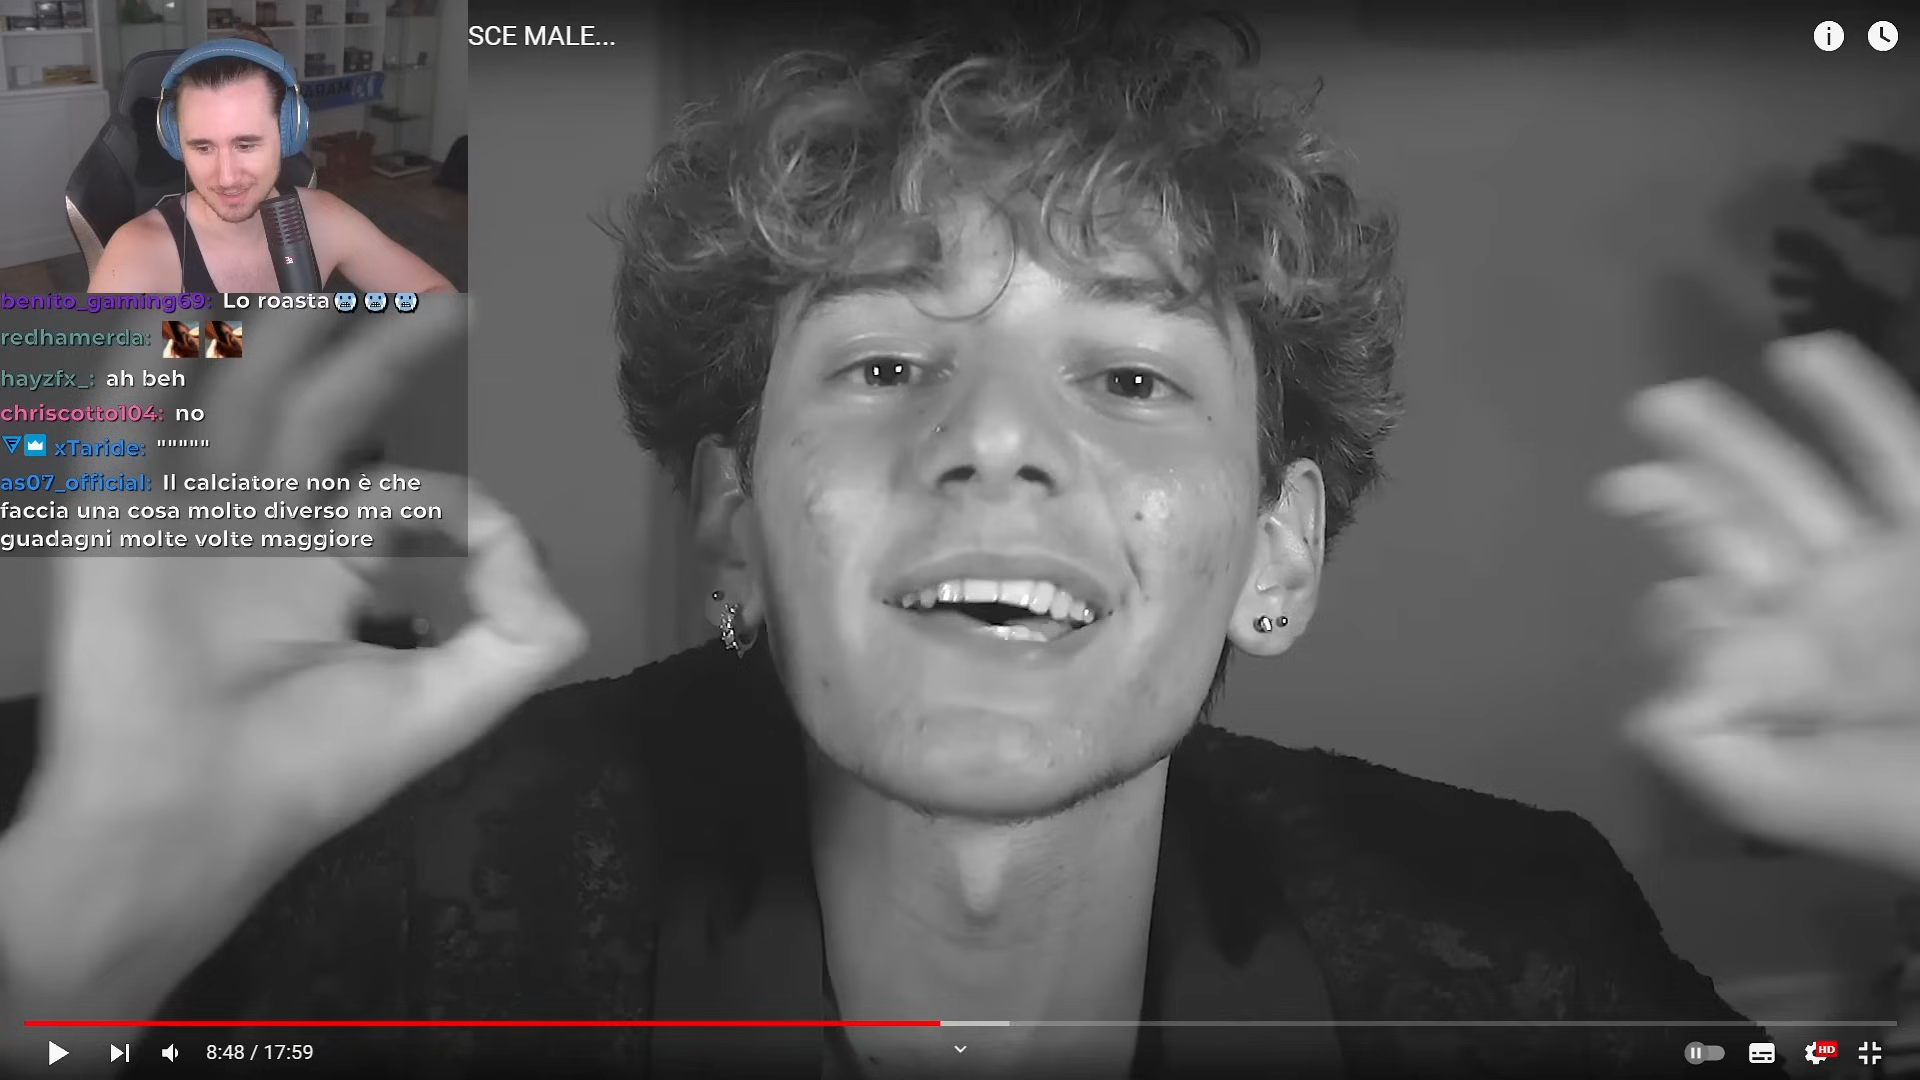 SCE MALE...
benito_gaming69: Lo roasta
redhamerda:
hayzfx_: ah beh
chriscotto104: no
xTaride: """""
as07_official: Il calciatore non è che
faccia una cosa molto diverso ma con
guadagni molte volte maggiore
8:48 / 17:59
HD